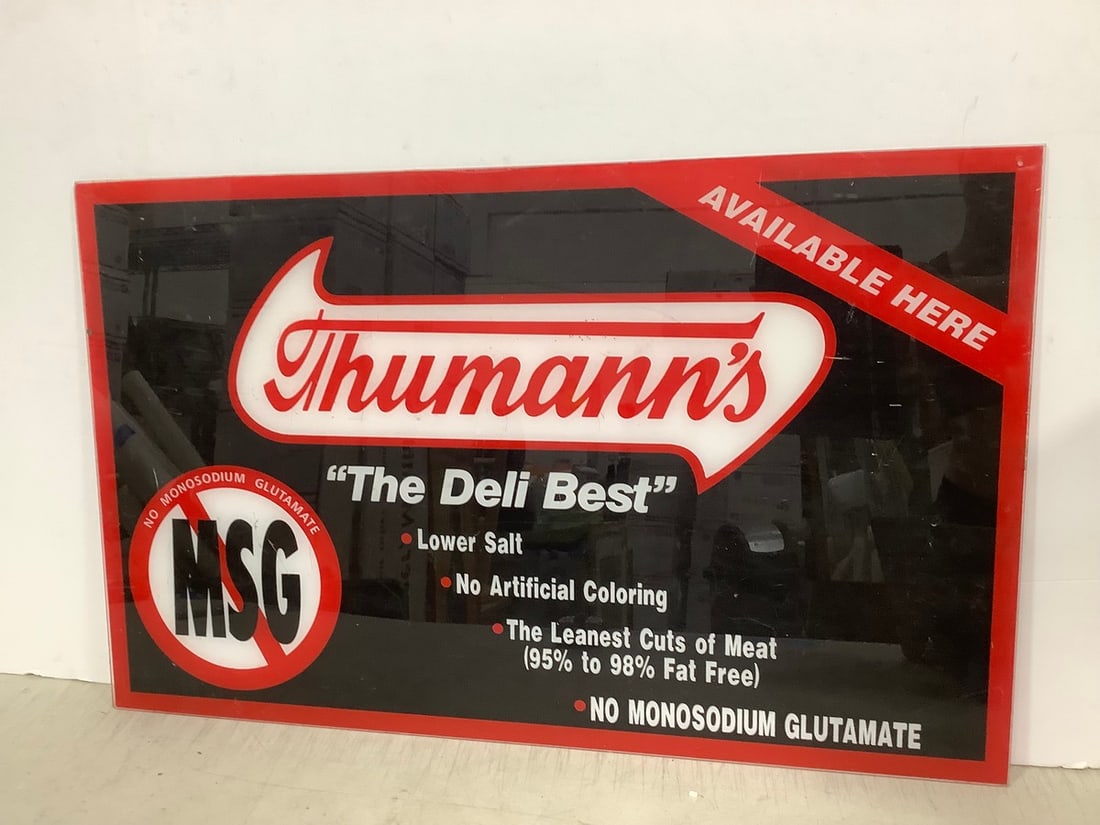 AVAILABLE HERE
Thumann's
"The Deli Best"
NO MONOSODIUM GLUTAMATE
MSG
• Lower Salt
• No Artificial Coloring
• The Leanest Cuts of Meat
(95% to 98% Fat Free)
• NO MONOSODIUM GLUTAMATE